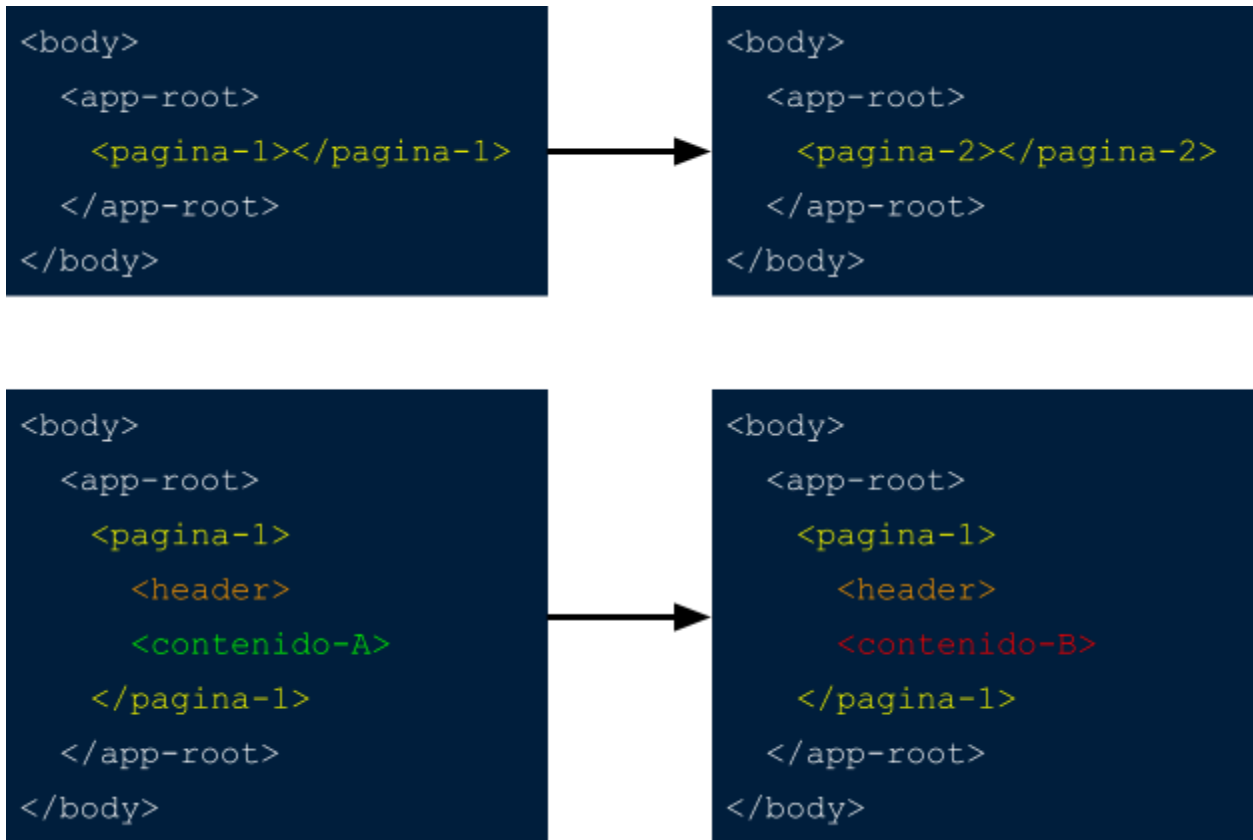 <body>
<app-root>
<pagina-1></pagina-1>
</app-root>
</body>
<body>
<app-root>
<pagina-2></pagina-2>
</app-root>
</body>
<body>
<app-root>
<pagina-1>
<header>
<contenido-A>
</pagina-1>
</app-root>
</body>
<body>
<app-root>
<pagina-1>
<header>
<contenido-B>
</pagina-1>
</app-root>
</body>